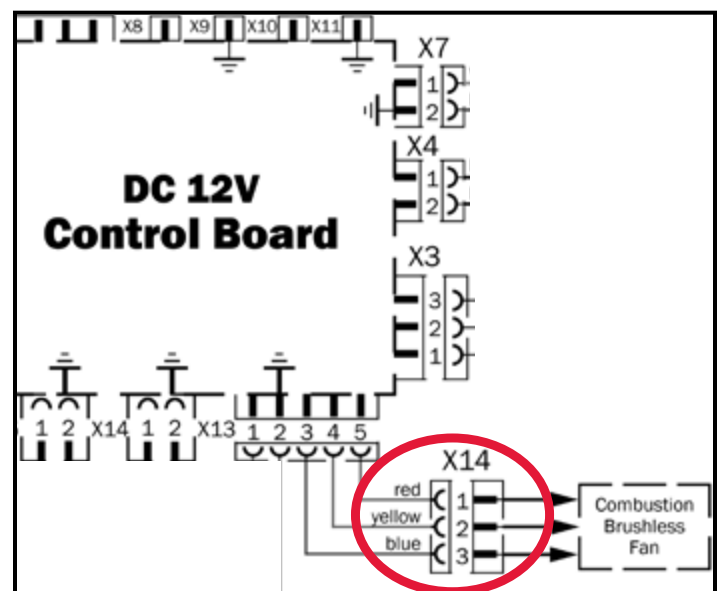 X8 X9 X10 X11
X7
1
2
X4
1
2
DC 12V
Control Board
X3
3
2
1
1 2 X14 1 2 X13 1 2 3 4 5
X14
red 1
yellow 2
blue 3
Combustion
Brushless
Fan